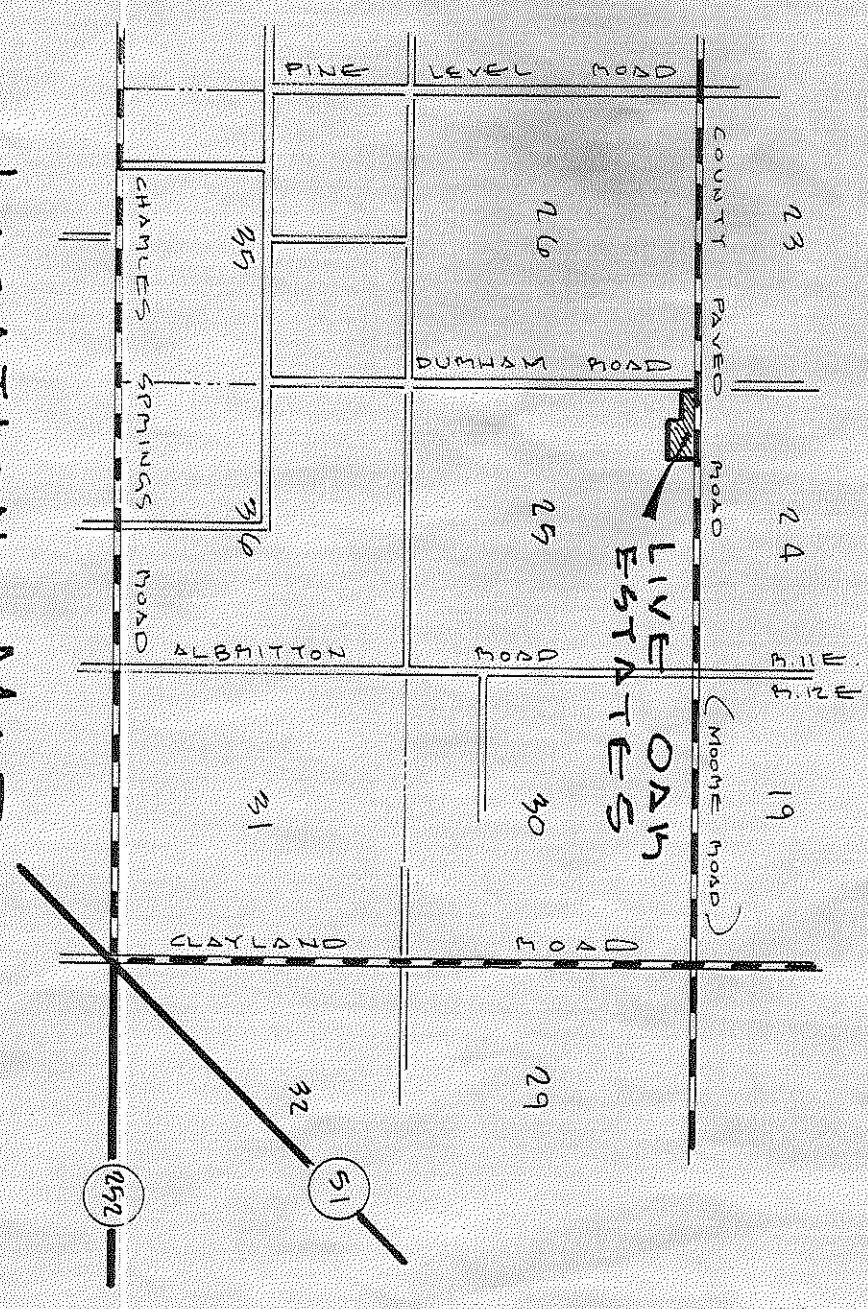 PINE LEVEL ROAD
COUNTY PAVED ROAD
23
24
19
R.11E.
R.12E
(MOORE ROAD)
26
DURHAM ROAD
25
LIVE OAK
ESTATES
30
29
35
36
31
32
ALBRITTON ROAD
CLAYLAND ROAD
CHARLES SPRINGS ROAD
51
252